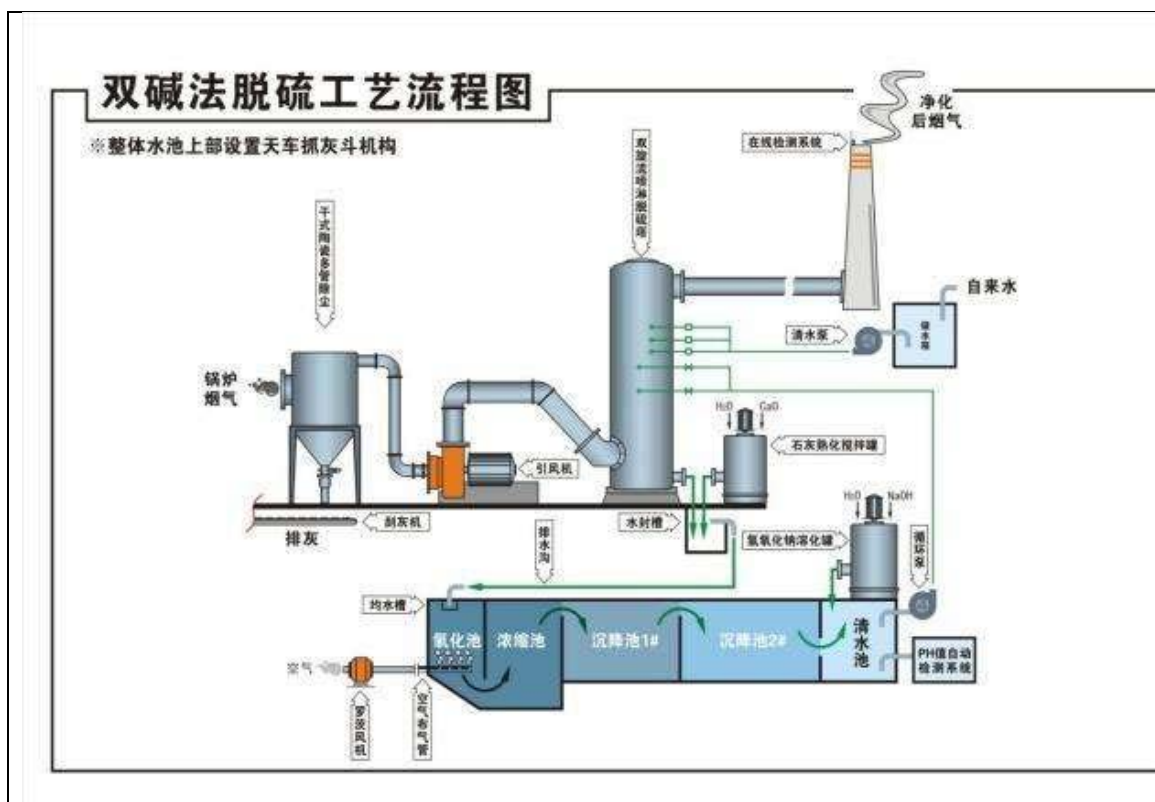 双碱法脱硫工艺流程图
※整体水池上部设置天车抓灰斗机构
净化
后烟气
在线检测系统
双旋流喷淋脱硫塔
干式陶瓷多管除尘
自来水
清水泵
储水箱
锅炉
烟气
H₂O
CaO
石灰熟化搅拌罐
引风机
刮灰机
排灰
水封槽
排水沟
H₂O
NaOH
氢氧化钠溶化罐
循环泵
均水槽
氧化池
浓缩池
沉降池1#
沉降池2#
清水池
PH值自动
检测系统
空气
罗茨风机
空气布气管